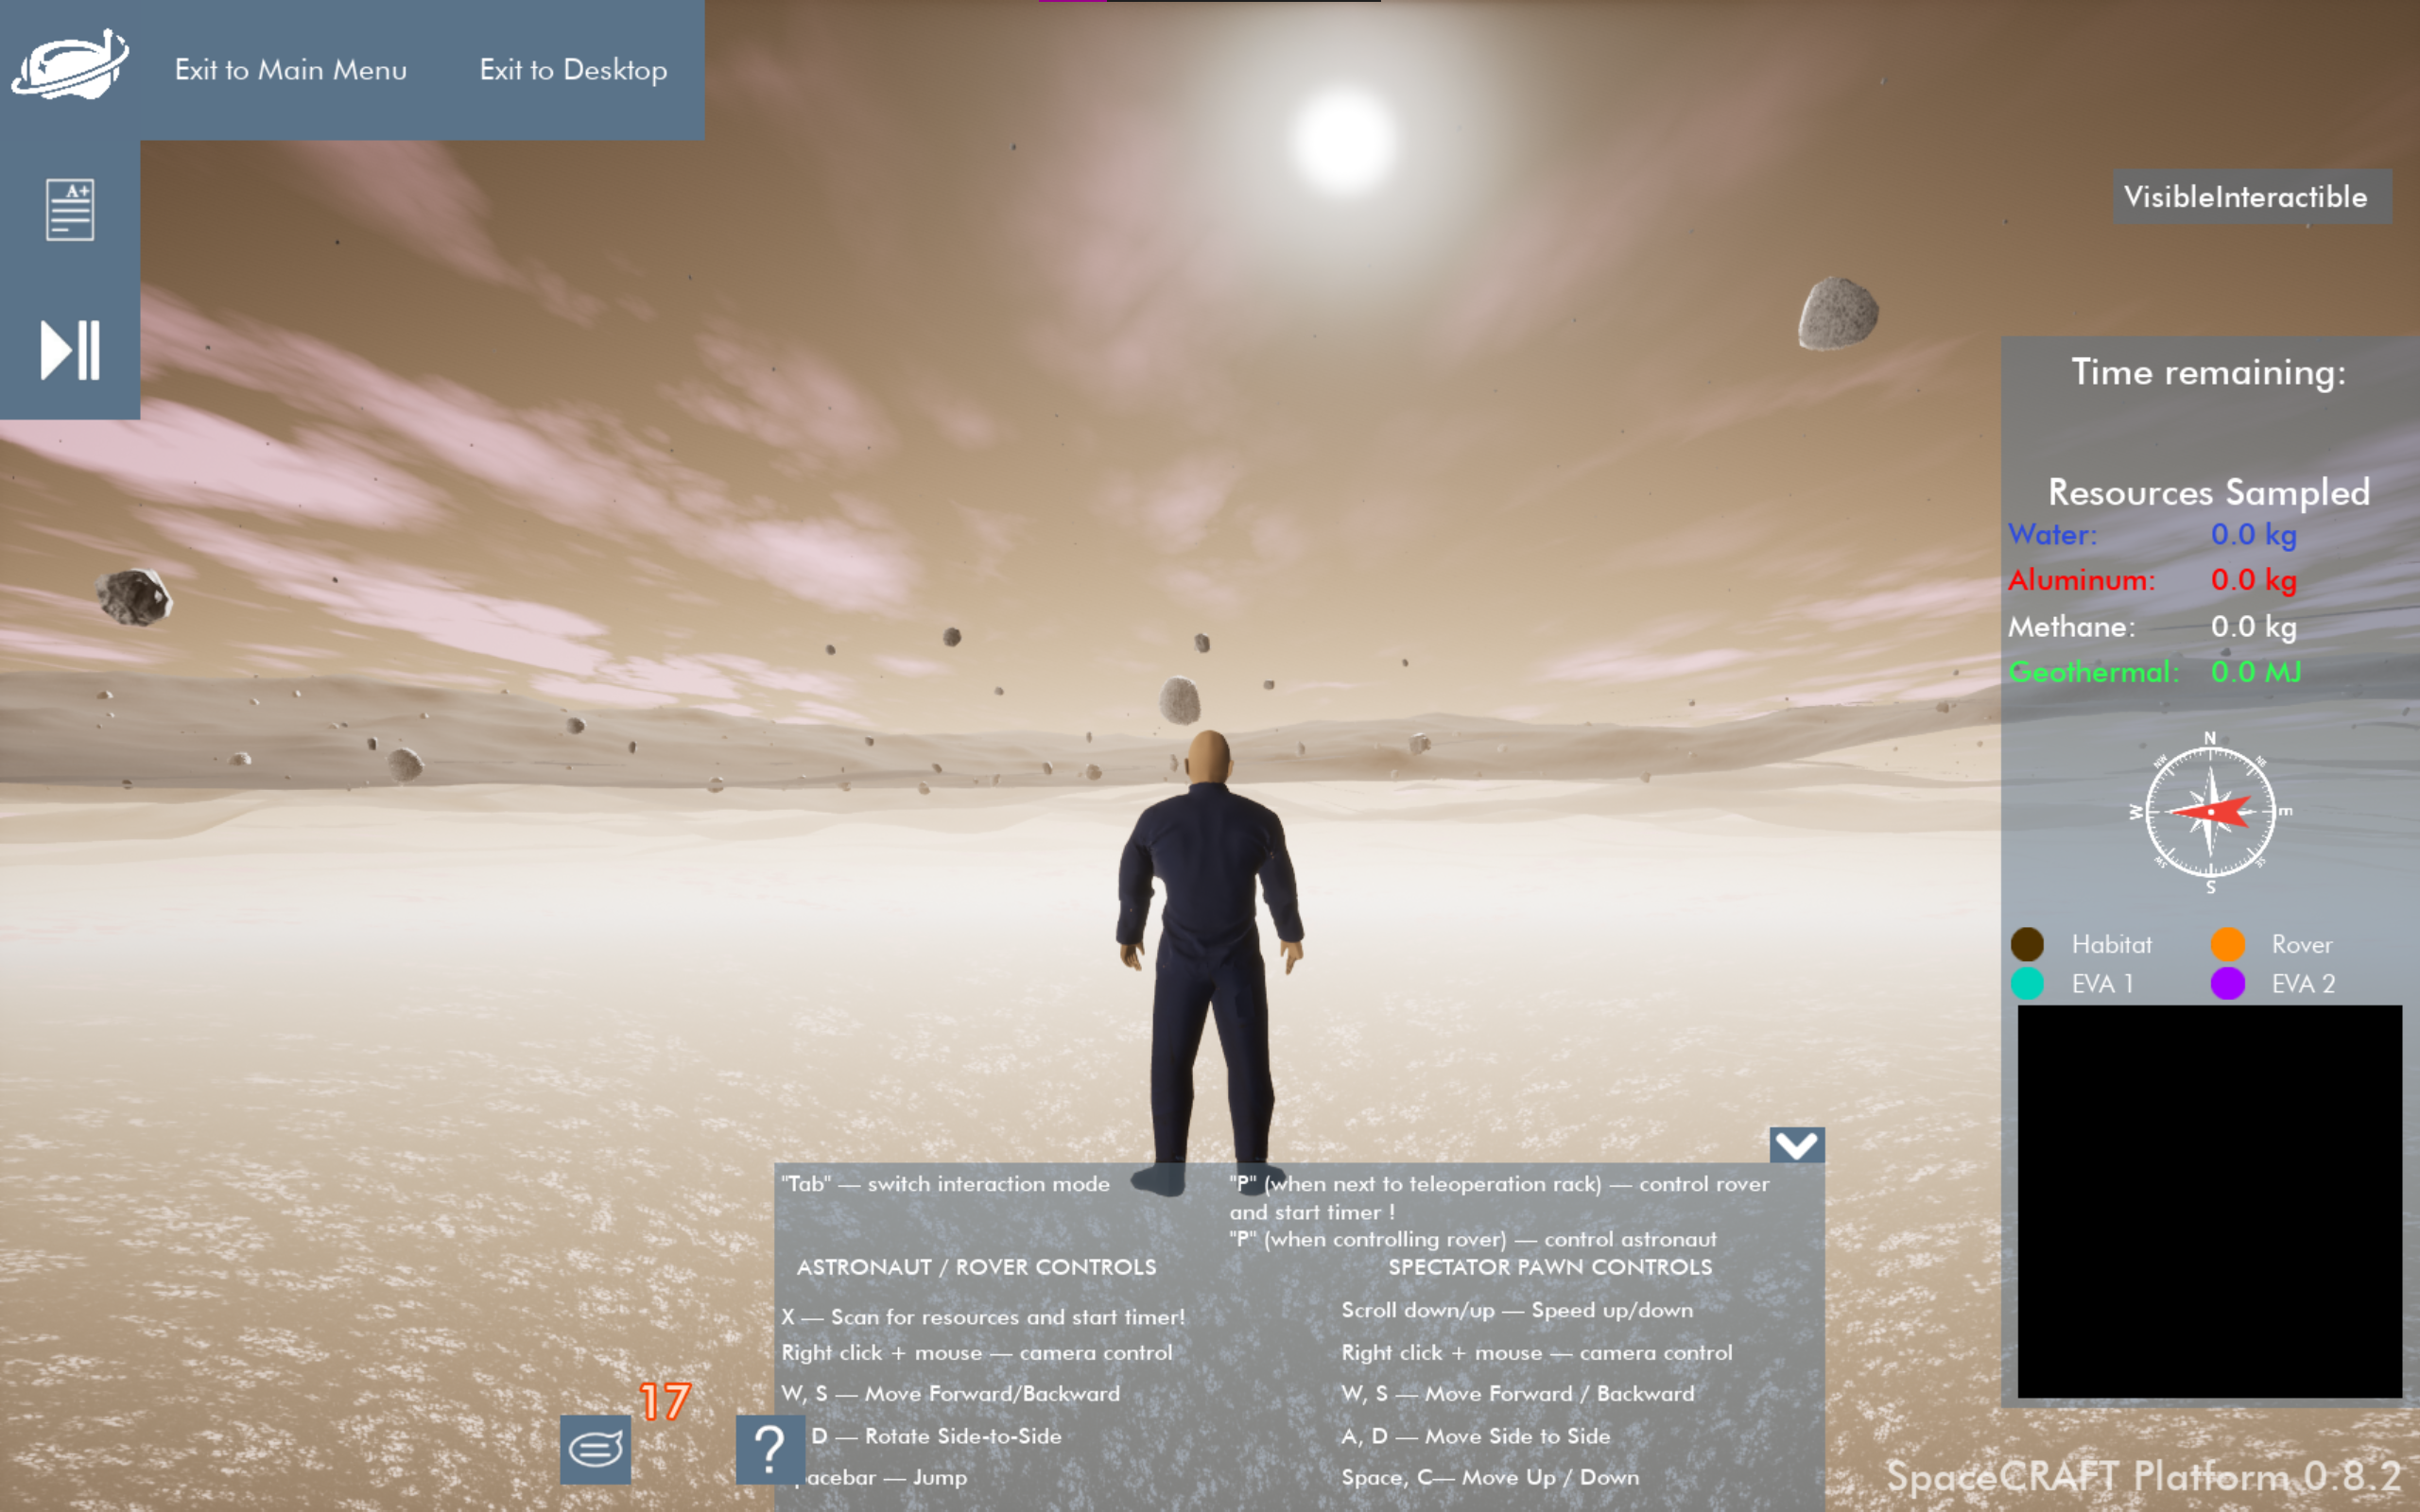 Exit to Main Menu
Exit to Desktop
A+
VisibleInteractible
Time remaining:
Resources Sampled
Water: 0.0 kg
Aluminum: 0.0 kg
Methane: 0.0 kg
Geothermal: 0.0 MJ
N
NW NE
W m
SW SE
S
Habitat Rover
EVA 1 EVA 2
"Tab" — switch interaction mode
"P" (when next to teleoperation rack) — control rover
and start timer !
"P" (when controlling rover) — control astronaut
ASTRONAUT / ROVER CONTROLS
X — Scan for resources and start timer!
Right click + mouse — camera control
W, S — Move Forward/Backward
D — Rotate Side-to-Side
pacebar — Jump
SPECTATOR PAWN CONTROLS
Scroll down/up — Speed up/down
Right click + mouse — camera control
W, S — Move Forward / Backward
A, D — Move Side to Side
Space, C— Move Up / Down
17
?
SpaceCRAFT Platform 0.8.2